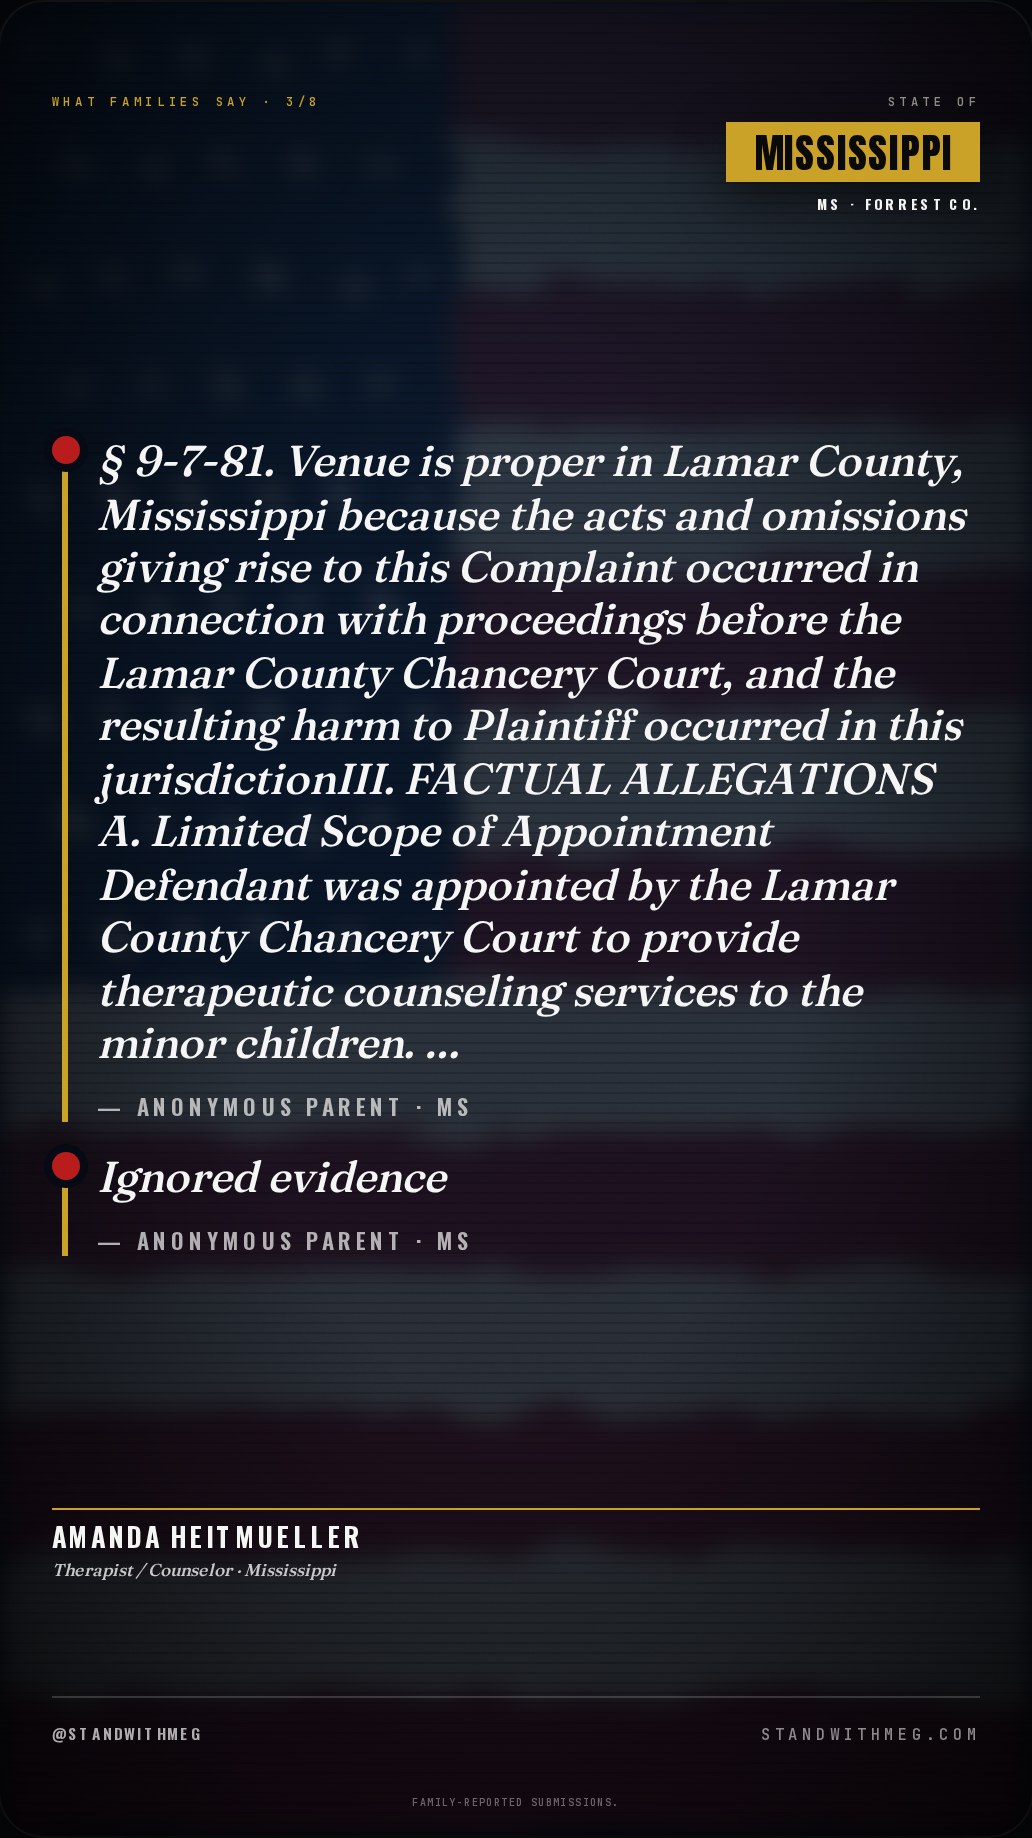 WHAT FAMILIES SAY · 3/8
STATE OF
MISSISSIPPI
MS · FORREST CO.
§ 9-7-81. Venue is proper in Lamar County,
Mississippi because the acts and omissions
giving rise to this Complaint occurred in
connection with proceedings before the
Lamar County Chancery Court, and the
resulting harm to Plaintiff occurred in this
jurisdictionIII. FACTUAL ALLEGATIONS
A. Limited Scope of Appointment
Defendant was appointed by the Lamar
County Chancery Court to provide
therapeutic counseling services to the
minor children. ...
— ANONYMOUS PARENT · MS
Ignored evidence
— ANONYMOUS PARENT · MS
AMANDA HEITMUELLER
Therapist / Counselor · Mississippi
@STANDWITHMEG
STANDWITHMEG.COM
FAMILY-REPORTED SUBMISSIONS.